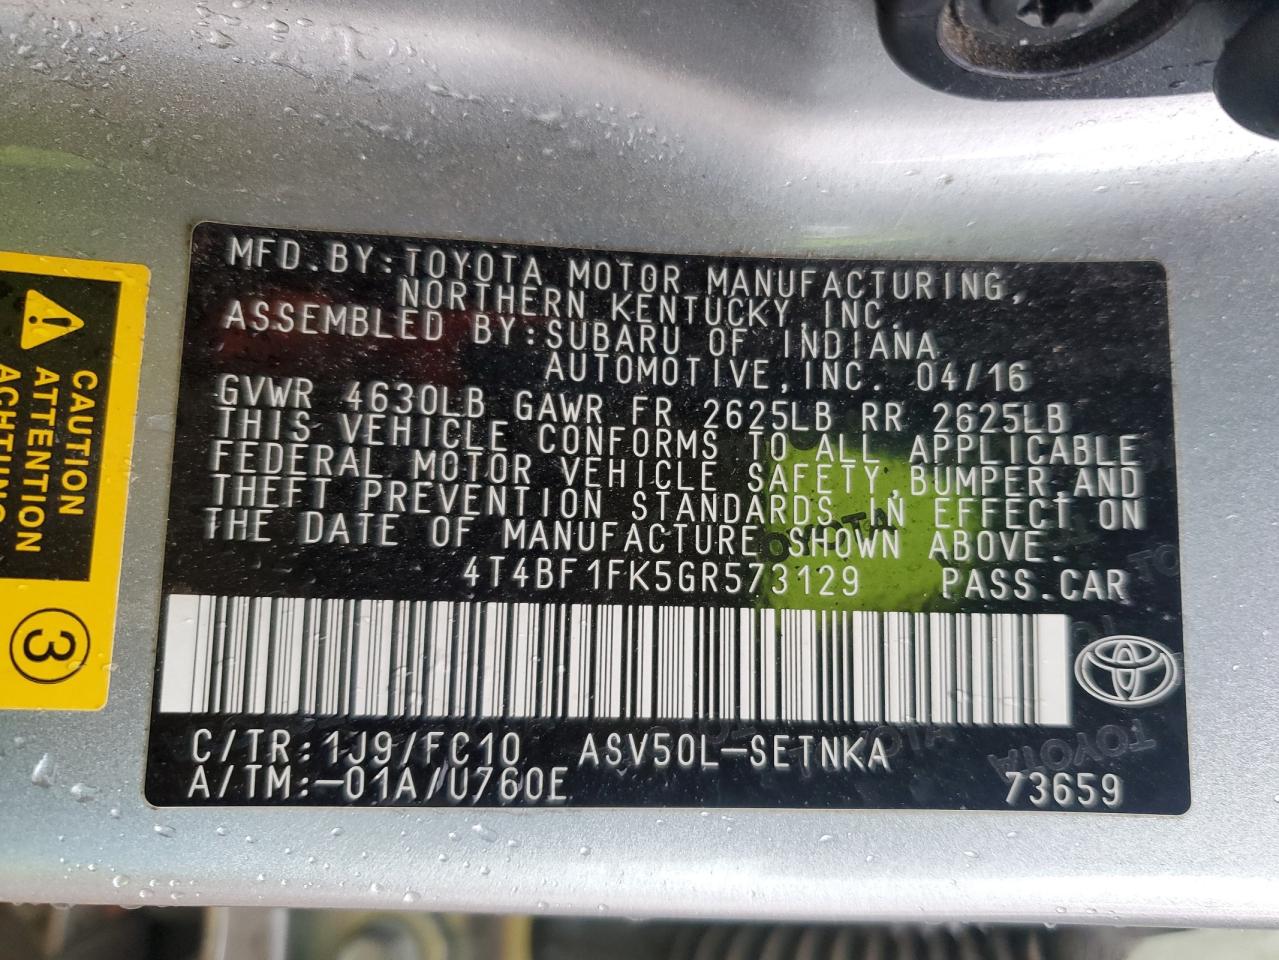 MFD.BY:TOYOTA MOTOR MANUFACTURING,
NORTHERN KENTUCKY,INC.
ASSEMBLED BY:SUBARU OF INDIANA
AUTOMOTIVE,INC. 04/16
GVWR 4630LB GAWR FR 2625LB RR 2625LB
THIS VEHICLE CONFORMS TO ALL APPLICABLE
FEDERAL MOTOR VEHICLE SAFETY,BUMPER,AND
THEFT PREVENTION STANDARDS IN EFFECT ON
THE DATE OF MANUFACTURE SHOWN ABOVE.
4T4BF1FK5GR573129 PASS.CAR
C/TR:1J9/FC10 ASV50L-SETNKA
A/TM:-01A/U760E 73659
TOYOTA
TOYOTA
CAUTION
ATTENTION
3